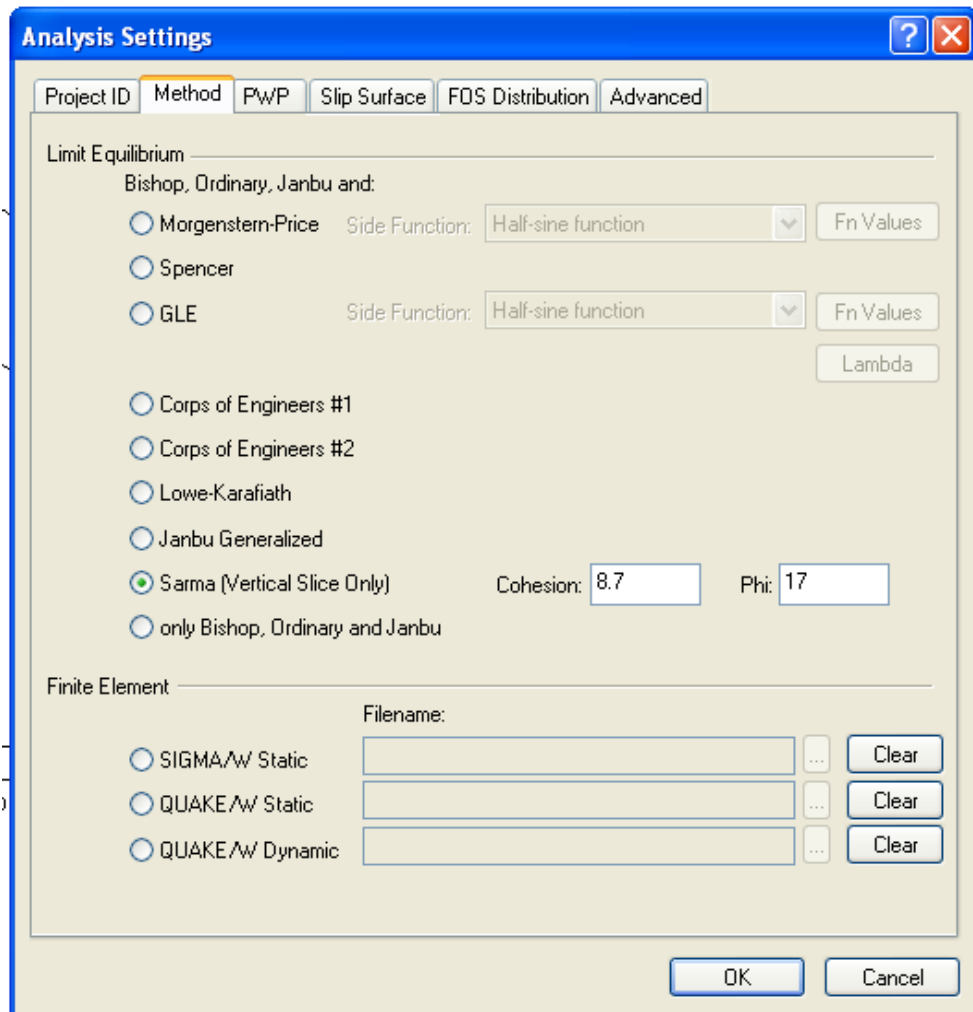 Analysis Settings
Project ID Method PWP Slip Surface FOS Distribution Advanced
Limit Equilibrium
Bishop, Ordinary, Janbu and:
Morgenstern-Price Side Function: Half-sine function Fn Values
Spencer
GLE Side Function: Half-sine function Fn Values
Lambda
Corps of Engineers #1
Corps of Engineers #2
Lowe-Karafiath
Janbu Generalized
Sarma (Vertical Slice Only) Cohesion: 8.7 Phi: 17
only Bishop, Ordinary and Janbu
Finite Element
Filename:
SIGMA/W Static ... Clear
QUAKE/W Static ... Clear
QUAKE/W Dynamic ... Clear
OK Cancel